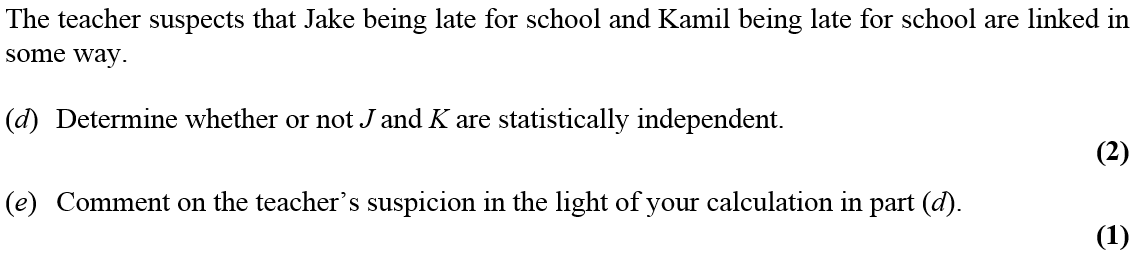 The teacher suspects that Jake being late for school and Kamil being late for school are linked in
some way.
(d) Determine whether or not J and K are statistically independent.
(2)
(e) Comment on the teacher’s suspicion in the light of your calculation in part (d).
(1)